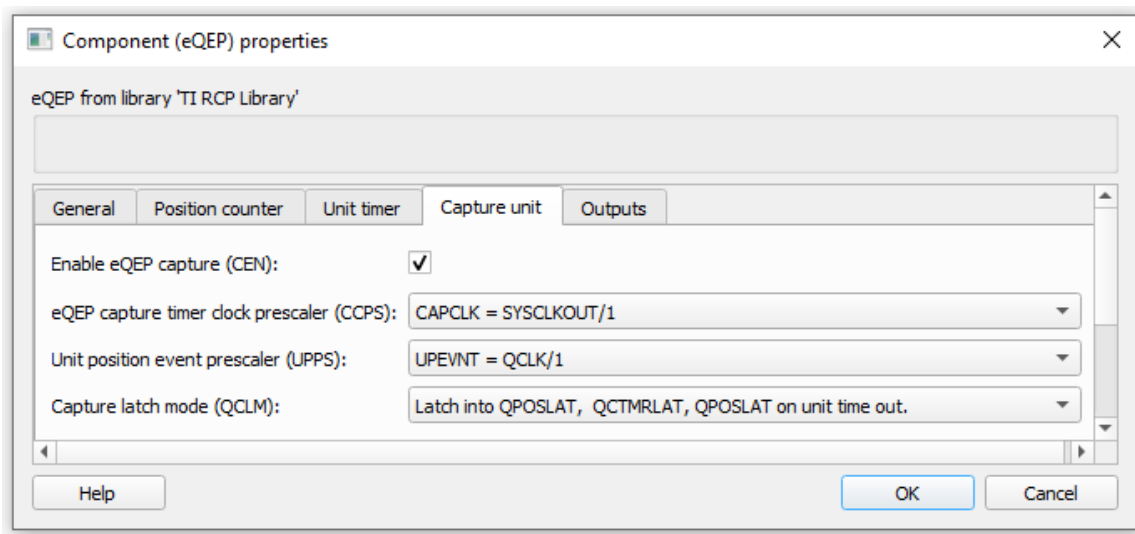 Component (eQEP) properties
eQEP from library 'TI RCP Library'
General Position counter Unit timer Capture unit Outputs
Enable eQEP capture (CEN):
eQEP capture timer clock prescaler (CCPS): CAPCLK = SYSCLKOUT/1
Unit position event prescaler (UPPS): UPEVNT = QCLK/1
Capture latch mode (QCLM): Latch into QPOSLAT, QCTMRLAT, QPOSLAT on unit time out.
Help OK Cancel